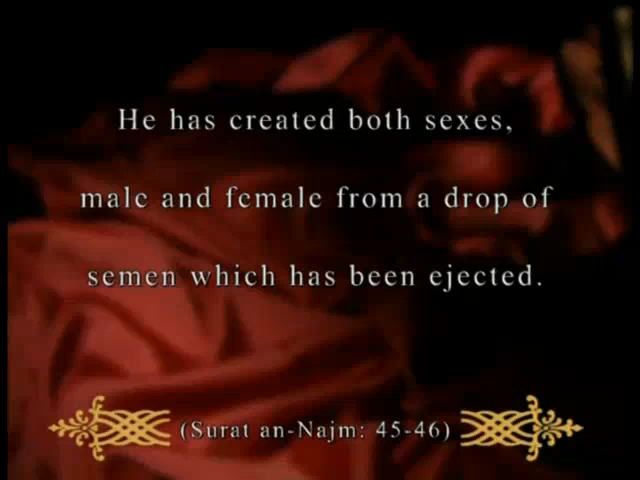 He has created both sexes,
male and female from a drop of
semen which has been ejected.
(Surat an-Najm: 45-46)